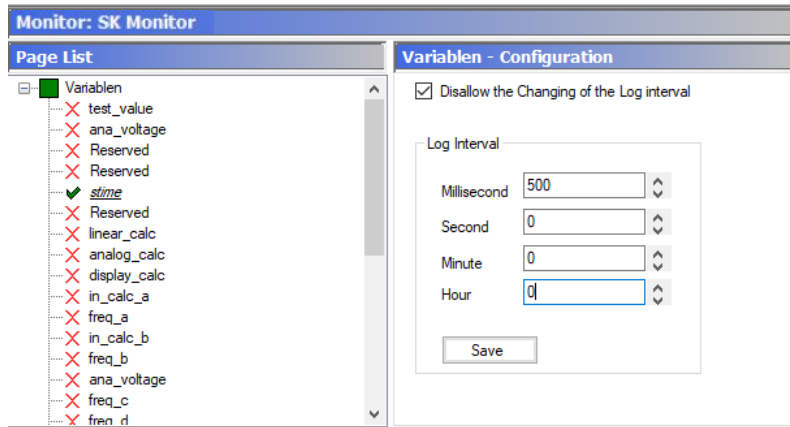 Monitor: SK Monitor
Page List
Variablen
test_value
ana_voltage
Reserved
Reserved
stime
Reserved
linear_calc
analog_calc
display_calc
in_calc_a
freq_a
in_calc_b
freq_b
ana_voltage
freq_c
freq_d
Variablen - Configuration
Disallow the Changing of the Log interval
Log Interval
Millisecond 500
Second 0
Minute 0
Hour 0
Save